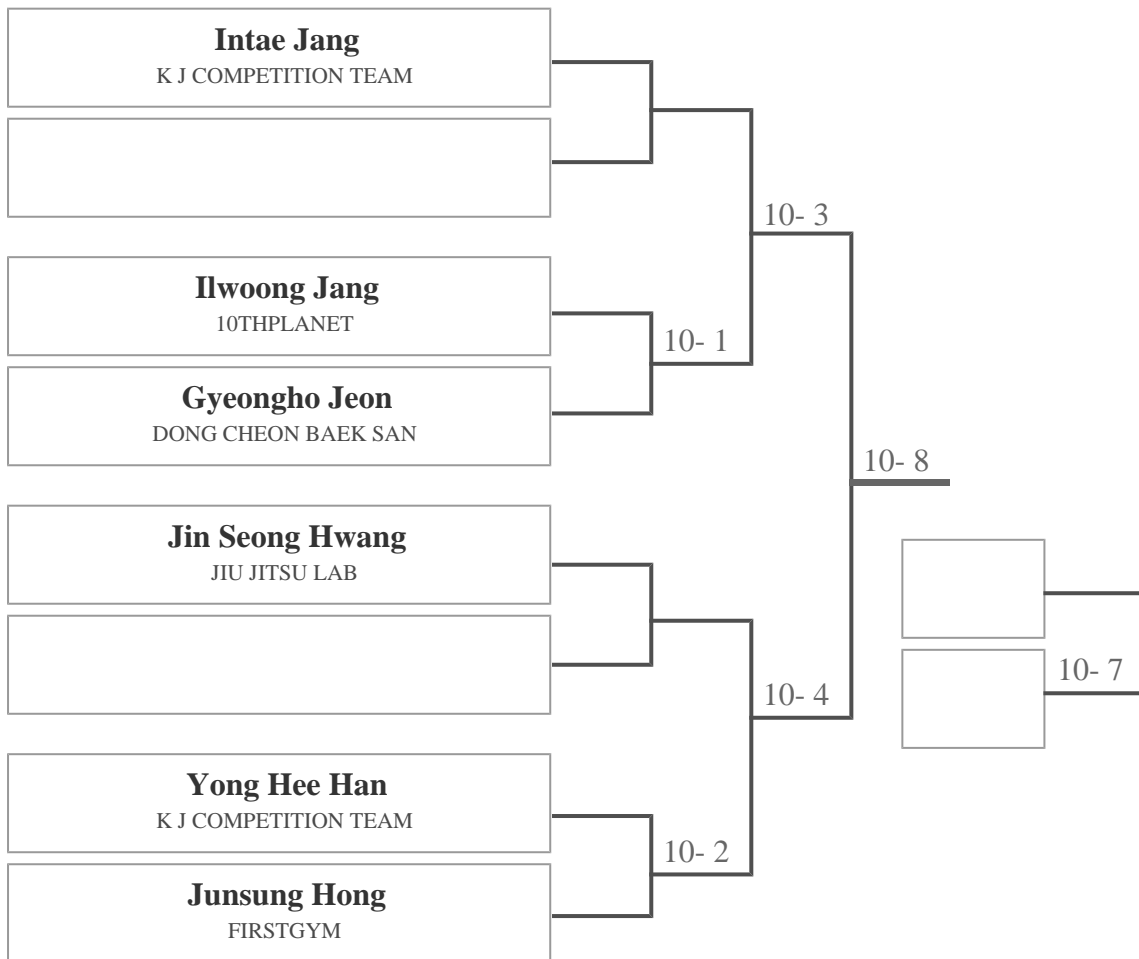 Intae Jang
K J COMPETITION TEAM
10- 3
Ilwoong Jang
10THPLANET
10- 1
Gyeongho Jeon
DONG CHEON BAEK SAN
10- 8
Jin Seong Hwang
JIU JITSU LAB
10- 7
10- 4
Yong Hee Han
K J COMPETITION TEAM
10- 2
Junsung Hong
FIRSTGYM